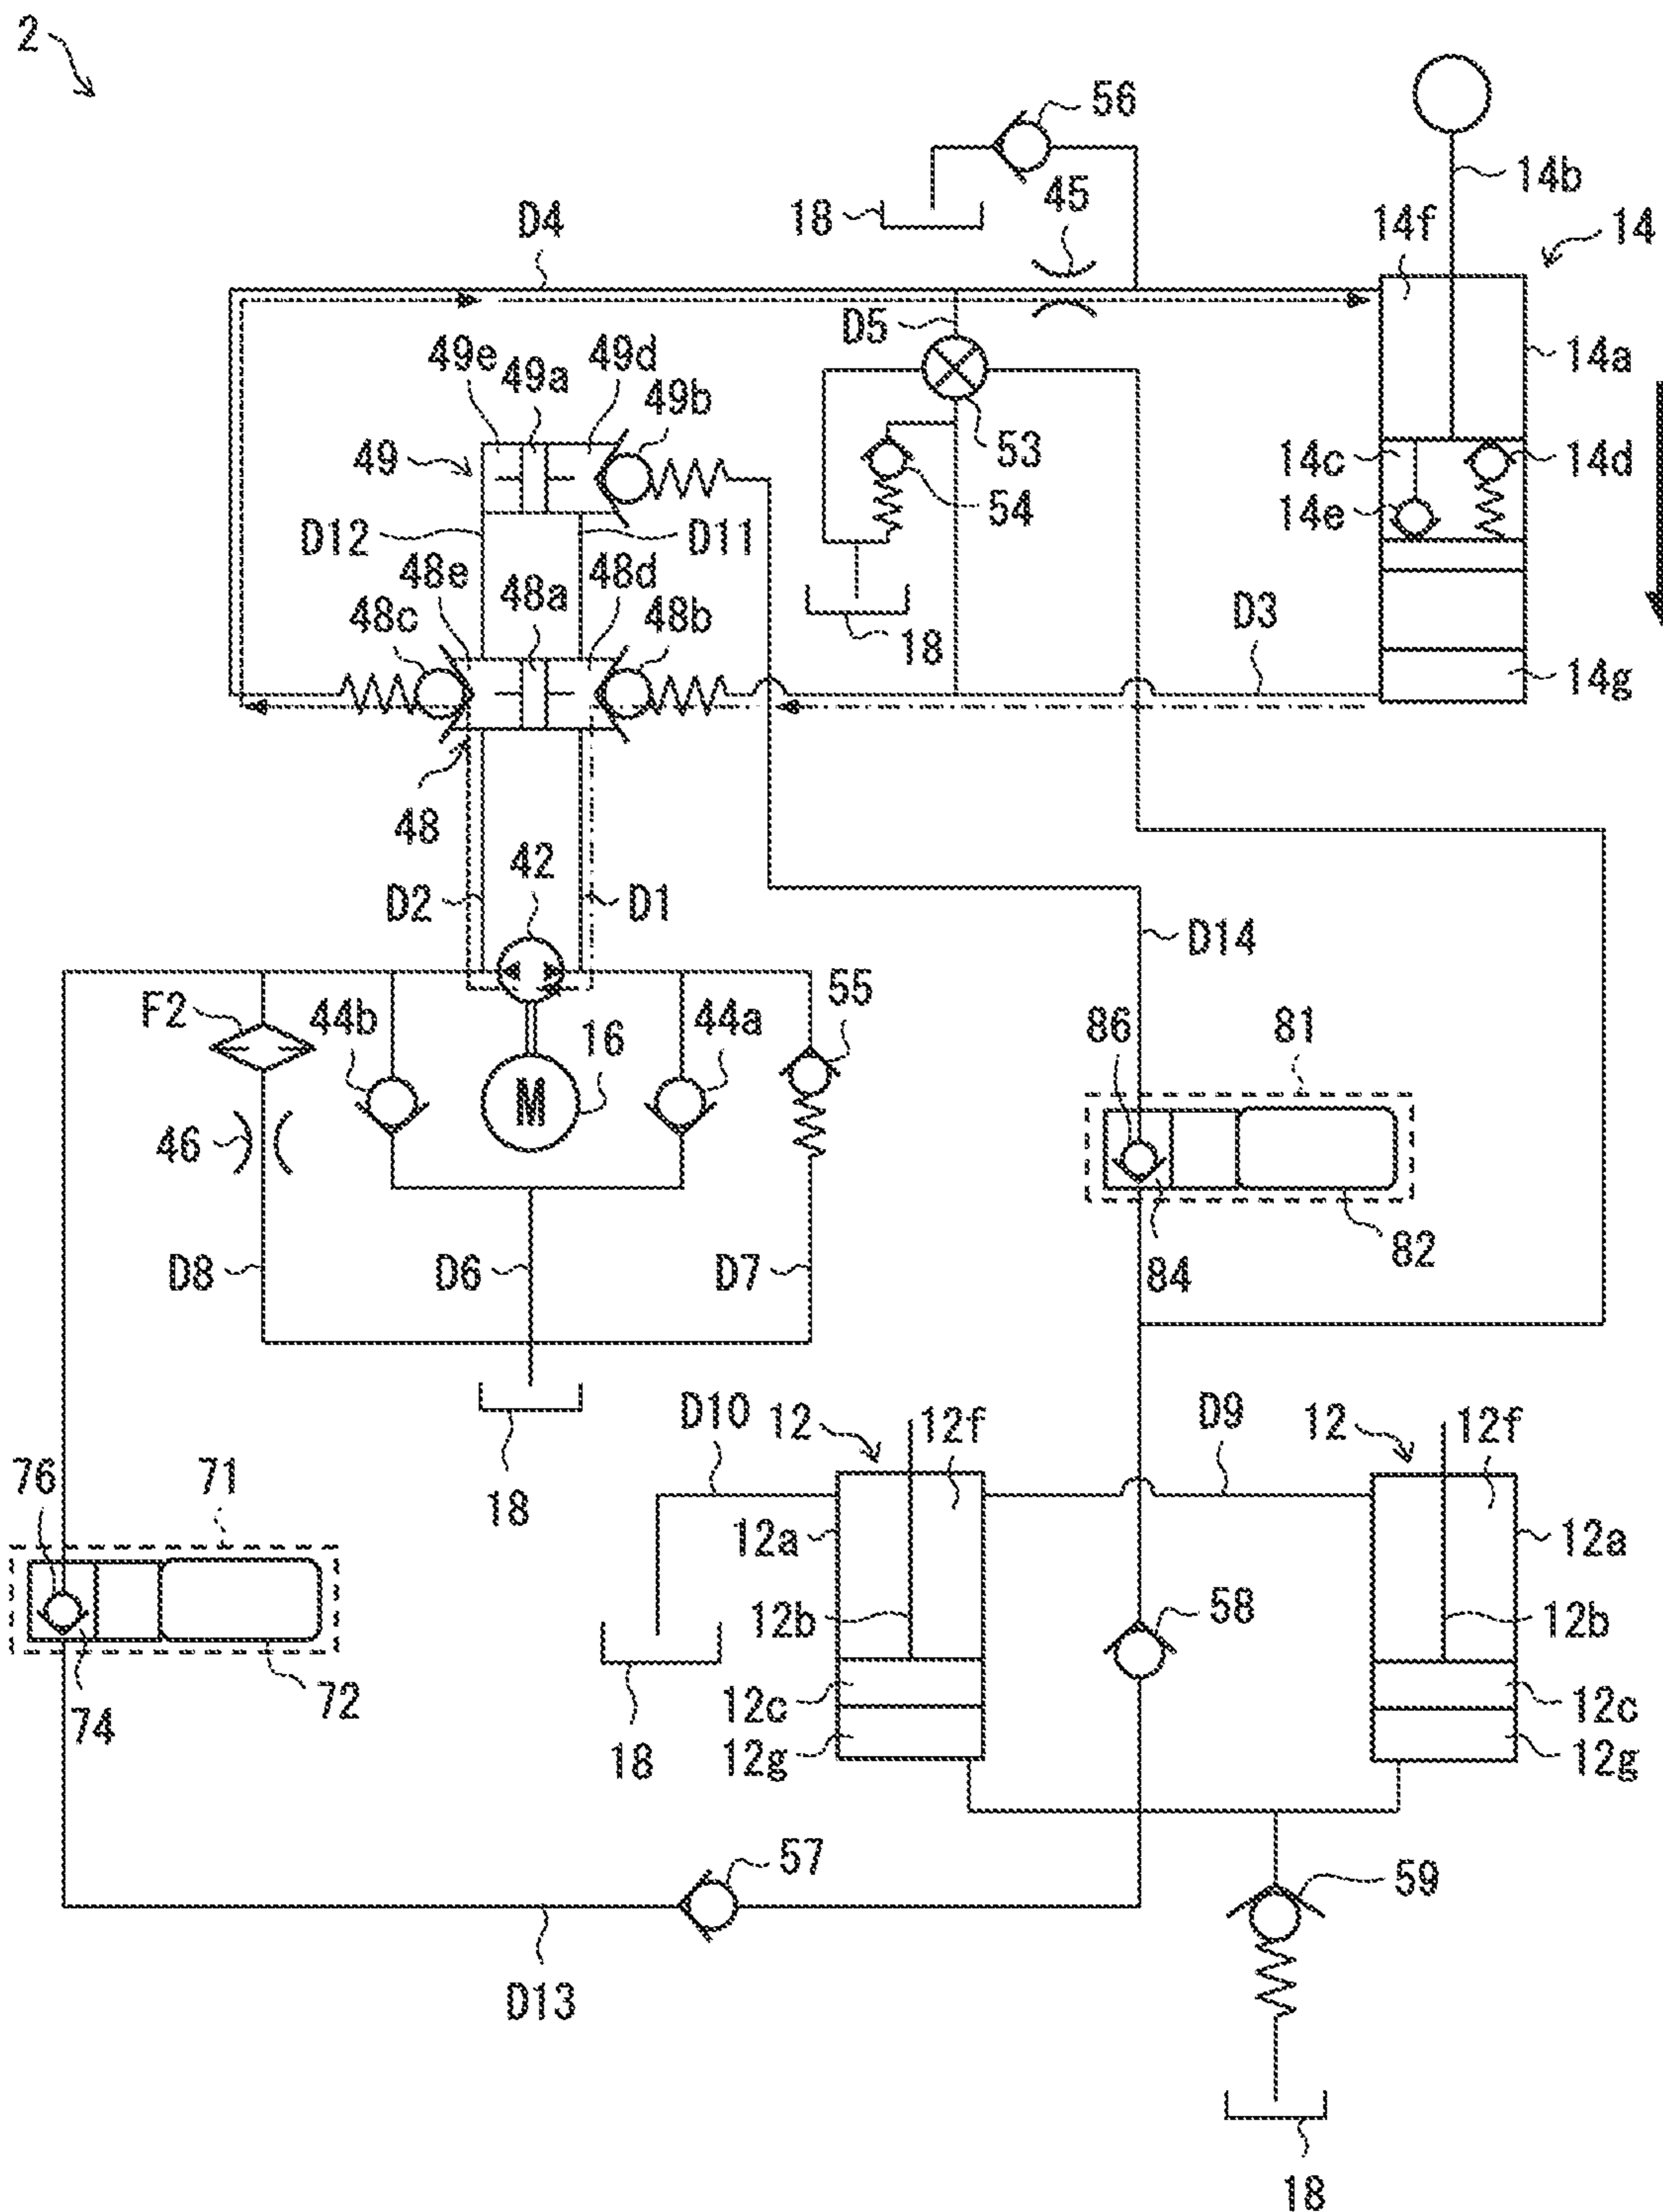 2
56
14b
18
45
14f
14
D4
D5
14a
49e
49a
49d
49b
53
49
14c
14d
54
14e
D12
D11
48e
48a
48d
48c
48b
18
D3
14g
48
42
D2
D1
D14
F2
44b
16
44a
55
86
81
M
46
D8
D6
D7
84
82
D10
12
12f
D9
12
12f
76
71
18
12a
12a
12b
58
12b
74
72
18
12c
12g
12c
12g
57
59
D13
18